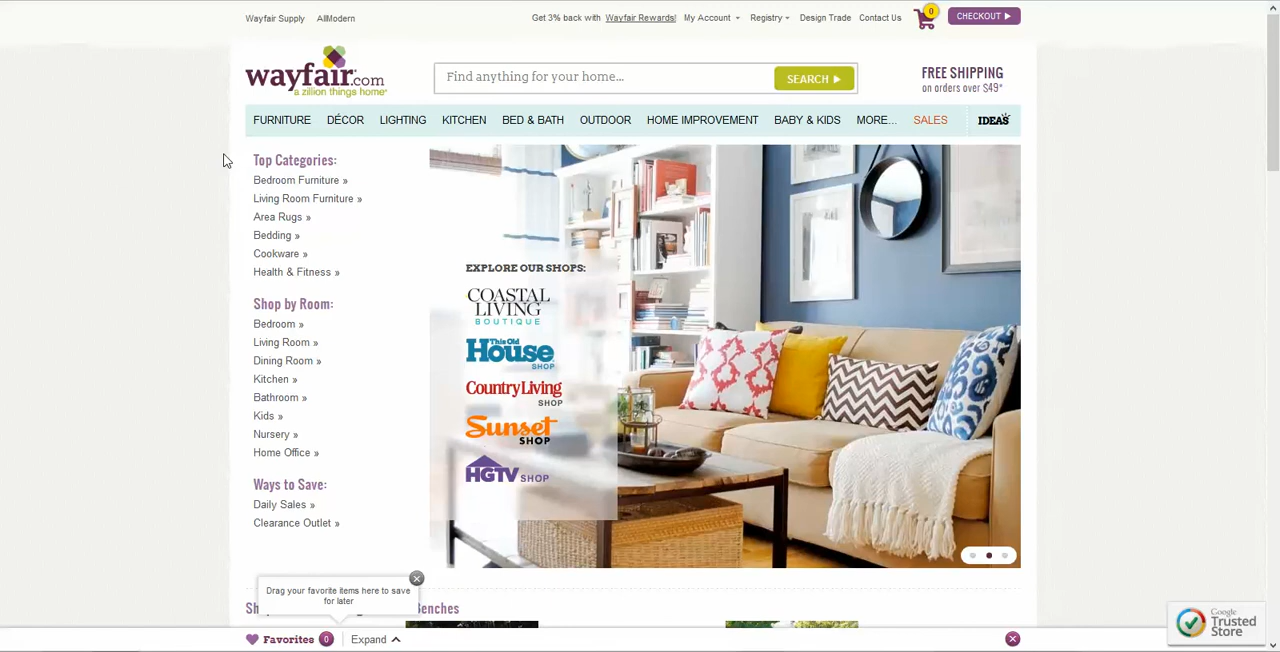 Wayfair Supply AllModern
Get 3% back with Wayfair Rewards! My Account Registry Design Trade Contact Us 0 CHECKOUT
wayfair.com
a zillion things home
Find anything for your home... SEARCH
FREE SHIPPING
on orders over $49*
FURNITURE DÉCOR LIGHTING KITCHEN BED & BATH OUTDOOR HOME IMPROVEMENT BABY & KIDS MORE... SALES IDEAS
Top Categories:
Bedroom Furniture »
Living Room Furniture »
Area Rugs »
Bedding »
Cookware »
Health & Fitness »
Shop by Room:
Bedroom »
Living Room »
Dining Room »
Kitchen »
Bathroom »
Kids »
Nursery »
Home Office »
Ways to Save:
Daily Sales »
Clearance Outlet »
EXPLORE OUR SHOPS:
COASTAL
LIVING
BOUTIQUE
This Old
House
SHOP
Country Living
SHOP
Sunset
SHOP
HGTV SHOP
Drag your favorite items here to save
for later
Benches
Favorites 0 Expand
Google
Trusted
Store